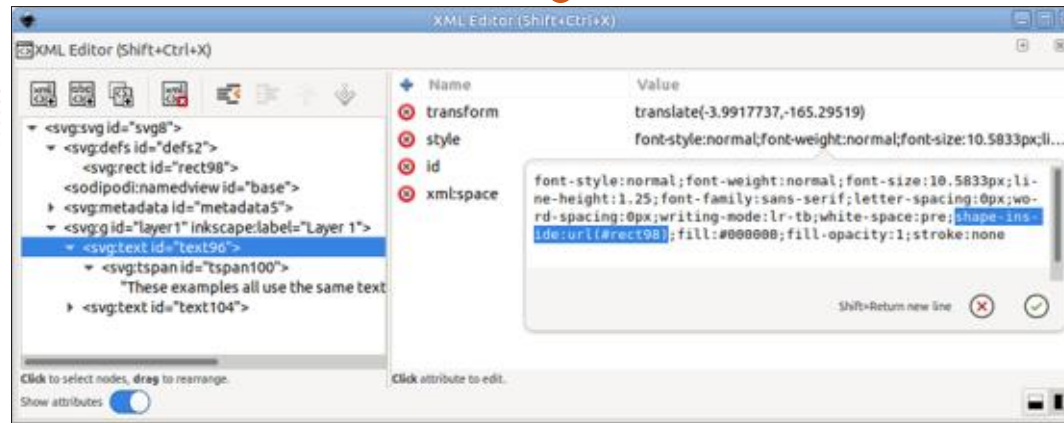 XML Editor (Shift+Ctrl+X)
XML Editor (Shift+Ctrl+X)
Name Value
transform translate(-3.9917737,-165.29519)
style font-style:normal;font-weight:normal;font-size:10.5833px;li...
id
xml:space
font-style:normal;font-weight:normal;font-size:10.5833px;li-
ne-height:1.25;font-family:sans-serif;letter-spacing:0px;wo-
rd-spacing:0px;writing-mode:lr-tb;white-space:pre;shape-ins-
ide:url(#rect98);fill:#000000;fill-opacity:1;stroke:none
Shift+Return new line
<svg:svg id="svg8">
<svg:defs id="defs2">
<svg:rect id="rect98">
<sodipodi:namedview id="base">
<svg:metadata id="metadata5">
<svg:g id="layer1" inkscape:label="Layer 1">
<svg:text id="text96">
<svg:tspan id="tspan100">
"These examples all use the same text
<svg:text id="text104">
Click to select nodes, drag to rearrange.
Click attribute to edit.
Show attributes